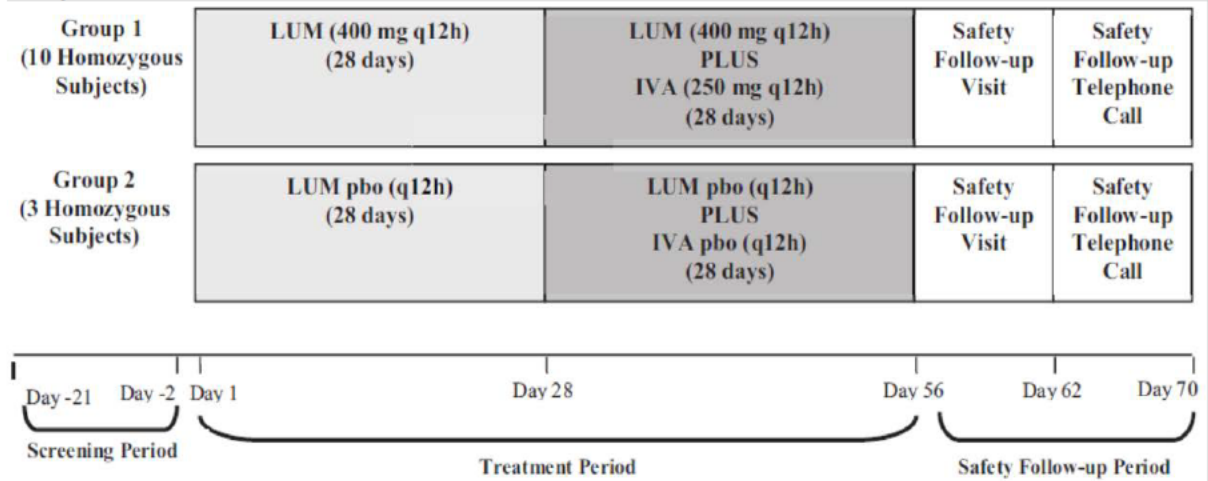 Group 1
(10 Homozygous
Subjects)
LUM (400 mg q12h)
(28 days)
LUM (400 mg q12h)
PLUS
IVA (250 mg q12h)
(28 days)
Safety
Follow-up
Visit
Safety
Follow-up
Telephone
Call
Group 2
(3 Homozygous
Subjects)
LUM pbo (q12h)
(28 days)
LUM pbo (q12h)
PLUS
IVA pbo (q12h)
(28 days)
Safety
Follow-up
Visit
Safety
Follow-up
Telephone
Call
Day -21 Day -2 Day 1 Day 28 Day 56 Day 62 Day 70
Screening Period Treatment Period Safety Follow-up Period